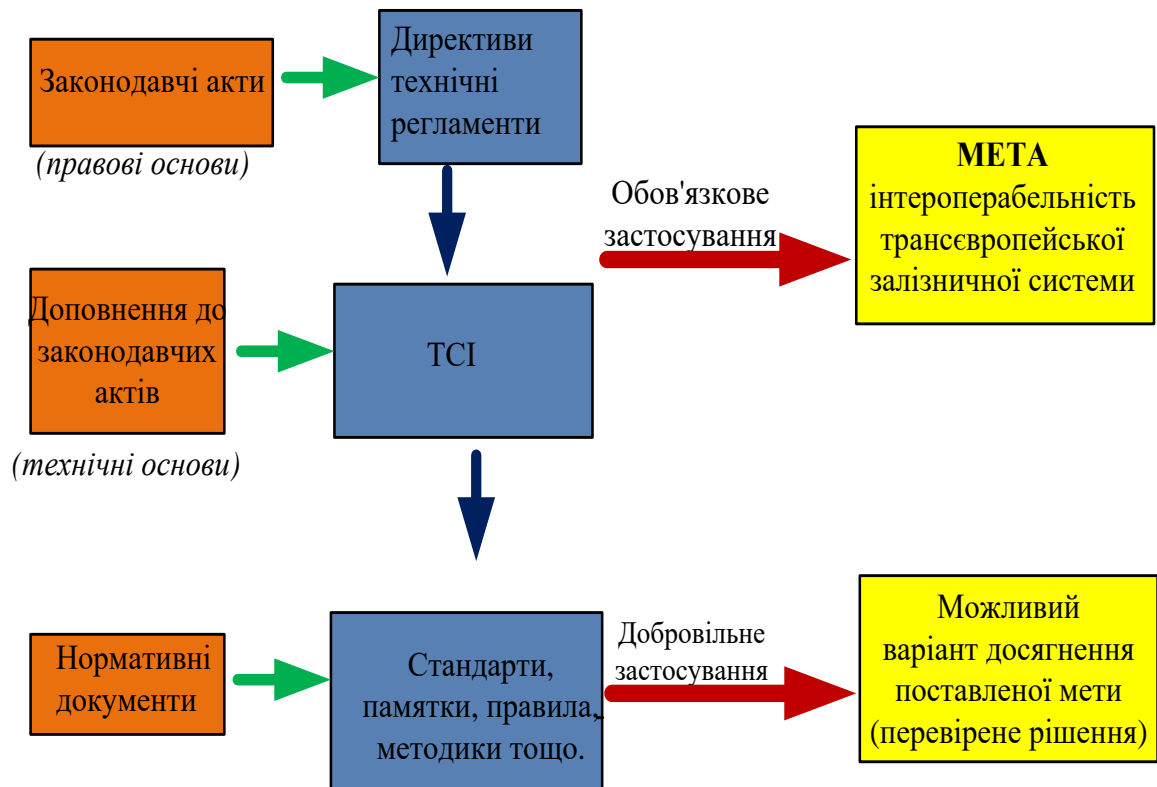 Законодавчі акти
(правові основи)
Директиви
технічні
регламенти
Обов'язкове
застосування
МЕТА
інтероперабельність
трансєвропейської
залізничної системи
Доповнення до
законодавчих
актів
(технічні основи)
ТСІ
Нормативні
документи
Стандарти,
памятки, правила,
методики тощо.
Добровільне
застосування
Можливий
варіант досягнення
поставленої мети
(перевірене рішення)